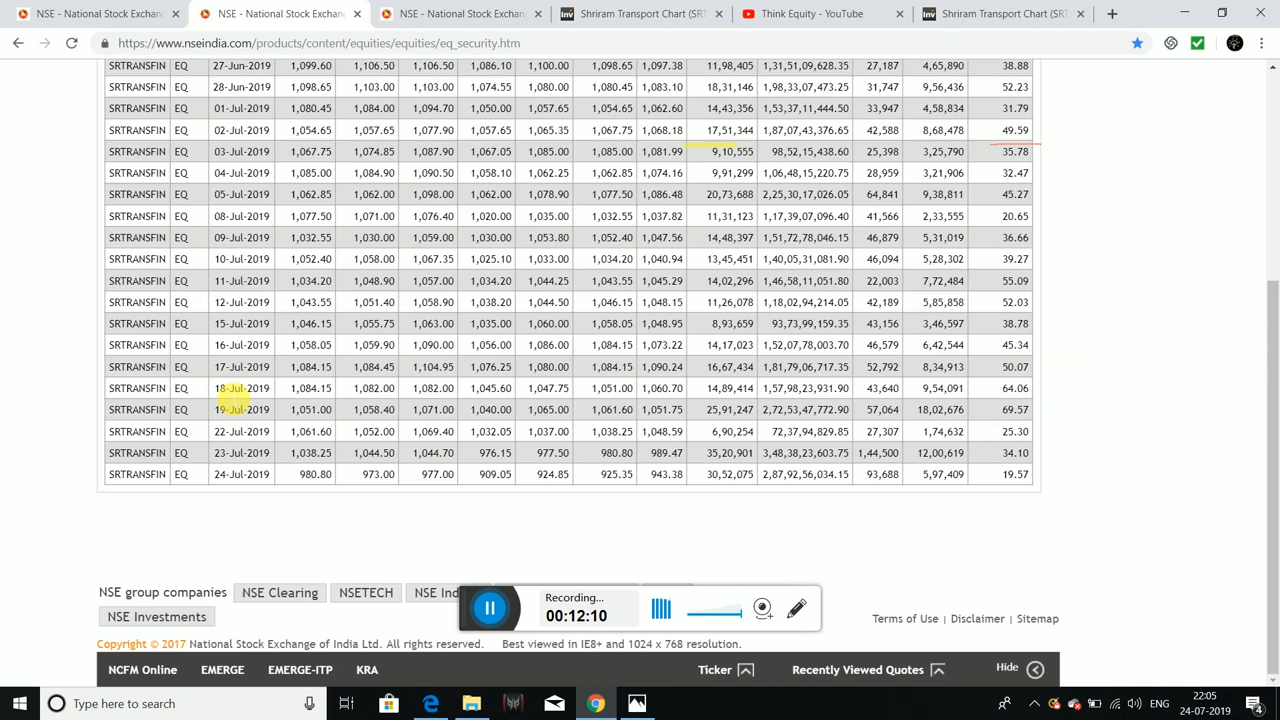 NSE - National Stock Exchan
NSE - National Stock Exchan
NSE - National Stock Exchan
Shriram Transport Chart (SRT
Think Equity - YouTube
Shriram Transport Chart (SRT
https://www.nseindia.com/products/content/equities/equities/eq_security.htm
SRTRANSFIN EQ 27-Jun-2019 1,099.60 1,106.50 1,106.50 1,086.10 1,100.00 1,098.65 1,097.38 11,98,405 1,31,51,09,628.35 27,187 4,65,890 38.88
SRTRANSFIN EQ 28-Jun-2019 1,098.65 1,103.00 1,103.00 1,074.55 1,080.00 1,080.45 1,083.10 18,31,146 1,98,33,07,473.25 31,747 9,56,436 52.23
SRTRANSFIN EQ 01-Jul-2019 1,080.45 1,084.00 1,094.70 1,050.00 1,057.65 1,054.65 1,062.60 14,43,356 1,53,37,11,444.50 33,947 4,58,834 31.79
SRTRANSFIN EQ 02-Jul-2019 1,054.65 1,057.65 1,077.90 1,057.65 1,065.35 1,067.75 1,068.18 17,51,344 1,87,07,43,376.65 42,588 8,68,478 49.59
SRTRANSFIN EQ 03-Jul-2019 1,067.75 1,074.85 1,087.90 1,067.05 1,085.00 1,085.00 1,081.99 9,10,555 98,52,15,438.60 25,398 3,25,790 35.78
SRTRANSFIN EQ 04-Jul-2019 1,085.00 1,084.90 1,090.50 1,058.10 1,062.25 1,062.85 1,074.16 9,91,299 1,06,48,15,220.75 28,959 3,21,906 32.47
SRTRANSFIN EQ 05-Jul-2019 1,062.85 1,062.00 1,098.00 1,062.00 1,078.90 1,077.50 1,086.48 20,73,688 2,25,30,17,026.05 64,841 9,38,811 45.27
SRTRANSFIN EQ 08-Jul-2019 1,077.50 1,071.00 1,076.40 1,020.00 1,035.00 1,032.55 1,037.82 11,31,123 1,17,39,07,096.40 41,566 2,33,555 20.65
SRTRANSFIN EQ 09-Jul-2019 1,032.55 1,030.00 1,059.00 1,030.00 1,053.80 1,052.40 1,047.56 14,48,397 1,51,72,78,046.15 46,879 5,31,019 36.66
SRTRANSFIN EQ 10-Jul-2019 1,052.40 1,058.00 1,067.35 1,025.10 1,033.00 1,034.20 1,040.94 13,45,451 1,40,05,31,081.90 46,094 5,28,302 39.27
SRTRANSFIN EQ 11-Jul-2019 1,034.20 1,048.90 1,057.00 1,034.20 1,044.25 1,043.55 1,045.29 14,02,296 1,46,58,11,051.80 22,003 7,72,484 55.09
SRTRANSFIN EQ 12-Jul-2019 1,043.55 1,051.40 1,058.90 1,038.20 1,044.50 1,046.15 1,048.15 11,26,078 1,18,02,94,214.05 42,189 5,85,858 52.03
SRTRANSFIN EQ 15-Jul-2019 1,046.15 1,055.75 1,063.00 1,035.00 1,060.00 1,058.05 1,048.95 8,93,659 93,73,99,159.35 43,156 3,46,597 38.78
SRTRANSFIN EQ 16-Jul-2019 1,058.05 1,059.90 1,090.00 1,056.00 1,086.00 1,084.15 1,073.22 14,17,023 1,52,07,78,003.70 46,579 6,42,544 45.34
SRTRANSFIN EQ 17-Jul-2019 1,084.15 1,084.45 1,104.95 1,076.25 1,080.00 1,084.15 1,090.24 16,67,434 1,81,79,06,717.35 52,792 8,34,913 50.07
SRTRANSFIN EQ 18-Jul-2019 1,084.15 1,082.00 1,082.00 1,045.60 1,047.75 1,051.00 1,060.70 14,89,414 1,57,98,23,931.90 43,640 9,54,091 64.06
SRTRANSFIN EQ 19-Jul-2019 1,051.00 1,058.40 1,071.00 1,040.00 1,065.00 1,061.60 1,051.75 25,91,247 2,72,53,47,772.90 57,064 18,02,676 69.57
SRTRANSFIN EQ 22-Jul-2019 1,061.60 1,052.00 1,069.40 1,032.05 1,037.00 1,038.25 1,048.59 6,90,254 72,37,94,829.85 27,307 1,74,632 25.30
SRTRANSFIN EQ 23-Jul-2019 1,038.25 1,044.50 1,044.70 976.15 977.50 980.80 989.47 35,20,901 3,48,38,23,603.75 1,44,500 12,00,619 34.10
SRTRANSFIN EQ 24-Jul-2019 980.80 973.00 977.00 909.05 924.85 925.35 943.38 30,52,075 2,87,92,56,034.15 93,688 5,97,409 19.57
NSE group companies NSE Clearing NSETECH NSE Ind
NSE Investments
Recording...
00:12:10
Terms of Use | Disclaimer | Sitemap
Copyright © 2017 National Stock Exchange of India Ltd. All rights reserved. Best viewed in IE8+ and 1024 x 768 resolution.
NCFM Online EMERGE EMERGE-ITP KRA Ticker Recently Viewed Quotes Hide
Type here to search
ENG
22:05
24-07-2019
4